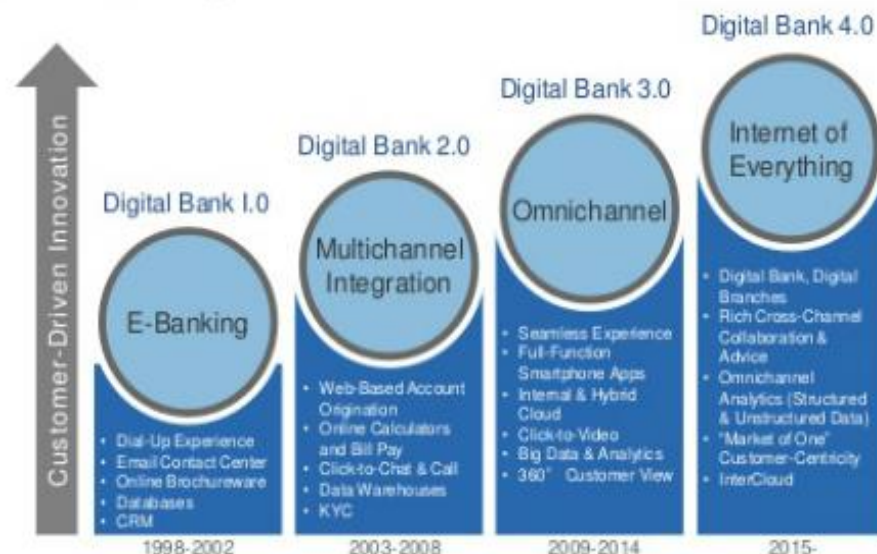 Customer-Driven Innovation
Digital Bank I.0
E-Banking
• Dial-Up Experience
• Email Contact Center
• Online Brochureware
• Databases
• CRM
1998-2002
Digital Bank 2.0
Multichannel
Integration
• Web-Based Account
Origination
• Online Calculators
and Bill Pay
• Click-to-Chat & Call
• Data Warehouses
• KYC
2003-2008
Digital Bank 3.0
Omnichannel
• Seamless Experience
• Full-Function
Smartphone Apps
• Internal & Hybrid
Cloud
• Click-to-Video
• Big Data & Analytics
• 360° Customer View
2009-2014
Digital Bank 4.0
Internet of
Everything
• Digital Bank, Digital
Branches
• Rich Cross-Channel
Collaboration &
Advice
• Omnichannel
Analytics (Structured
& Unstructured Data)
• "Market of One"
Customer-Centricity
• InterCloud
2015-